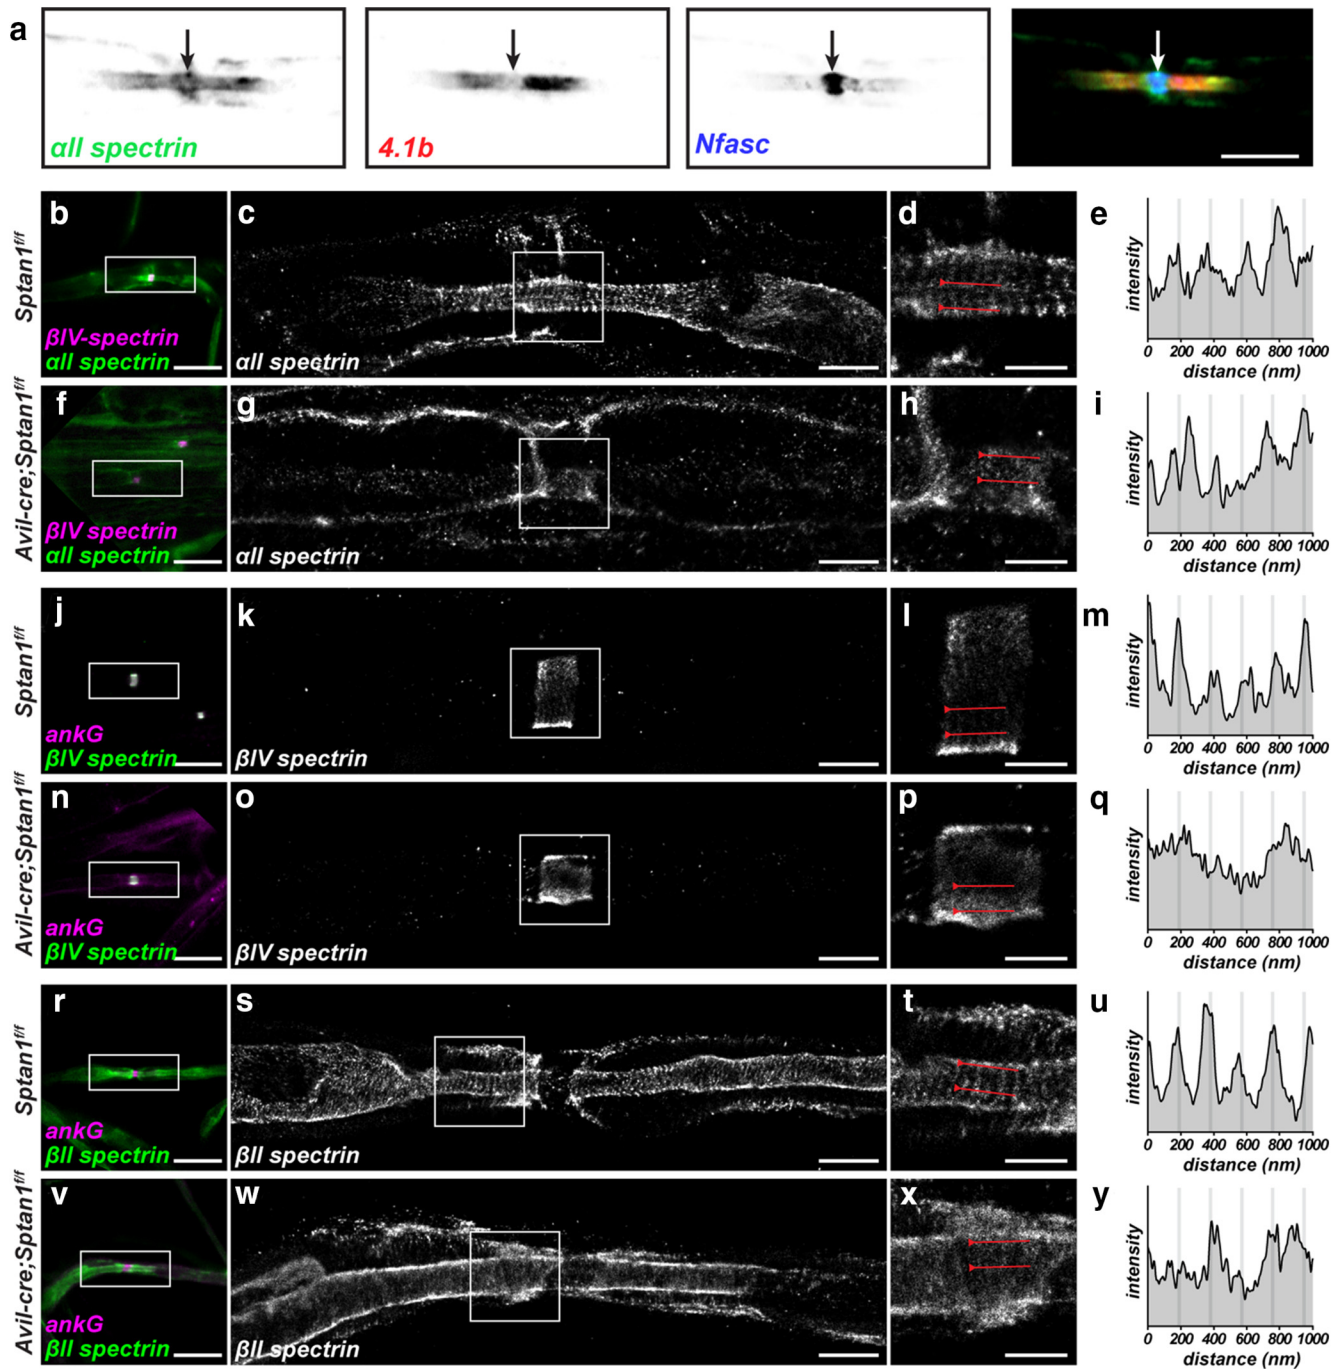 a
αII spectrin
4.1b
Nfasc
Sptan1f/f
b
βIV-spectrin
αII spectrin
c
αII spectrin
d
e
intensity
0 200 400 600 800 1000
distance (nm)
Avil-cre;Sptan1f/f
f
βIV spectrin
αII spectrin
g
αII spectrin
h
i
intensity
0 200 400 600 800 1000
distance (nm)
Sptan1f/f
j
ankG
βIV spectrin
k
βIV spectrin
l
m
intensity
0 200 400 600 800 1000
distance (nm)
Avil-cre;Sptan1f/f
n
ankG
βIV spectrin
o
βIV spectrin
p
q
intensity
0 200 400 600 800 1000
distance (nm)
Sptan1f/f
r
ankG
βII spectrin
s
βII spectrin
t
u
intensity
0 200 400 600 800 1000
distance (nm)
Avil-cre;Sptan1f/f
v
ankG
βII spectrin
w
βII spectrin
x
y
intensity
0 200 400 600 800 1000
distance (nm)